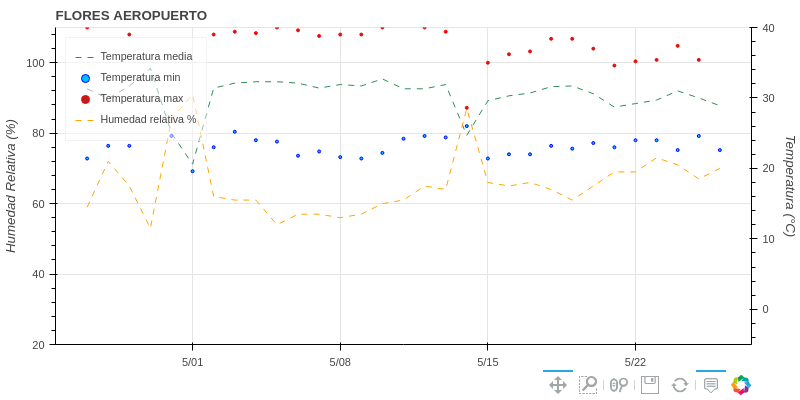 FLORES AEROPUERTO
Temperatura media
Temperatura min
Temperatura max
Humedad relativa %
Humedad Relativa (%)
100
80
60
40
20
40
30
20
10
0
Temperatura (°C)
5/01
5/08
5/15
5/22